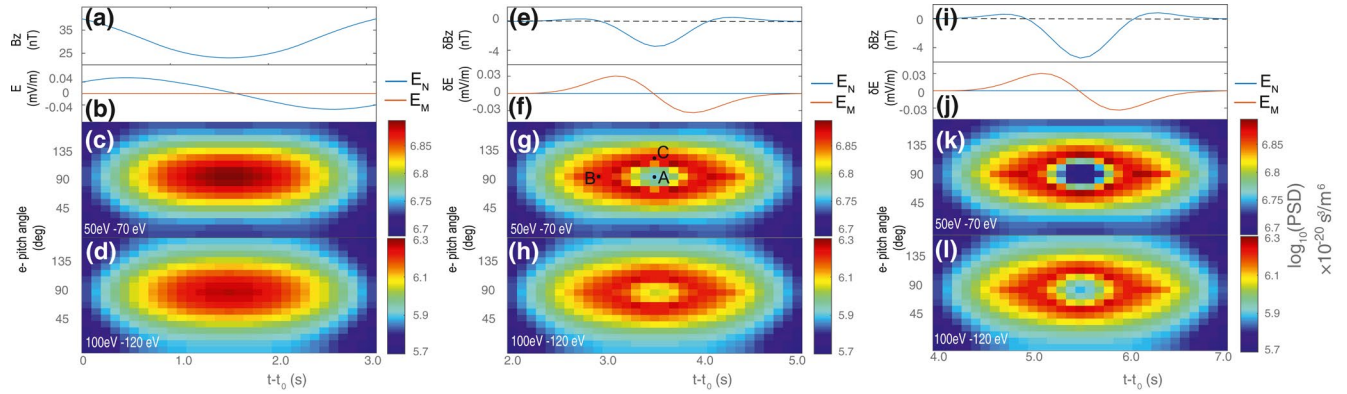 (a)
Bz
(nT)
35
25
(b)
E
(mV/m)
0.04
0
-0.04
E_N
E_M
(c)
135
90
45
50eV -70 eV
6.85
6.75
6.7
(d)
135
90
45
100eV -120 eV
6.3
6.1
5.9
5.7
e- pitch angle
(deg)
0
1.0
2.0
3.0
t-t_0 (s)
(e)
δBz
(nT)
0
-4
(f)
δE
(mV/m)
0.03
0
-0.03
E_N
E_M
(g)
C
B
A
135
90
45
50eV -70 eV
6.85
6.75
6.7
(h)
135
90
45
100eV -120 eV
6.3
6.1
5.9
5.7
e- pitch angle
(deg)
2.0
3.0
4.0
5.0
t-t_0 (s)
(i)
δBz
(nT)
0
-4
(j)
δE
(mV/m)
0.03
0
-0.03
E_N
E_M
(k)
135
90
45
50eV -70 eV
6.85
6.75
6.7
(l)
135
90
45
100eV -120 eV
6.3
6.1
5.9
5.7
e- pitch angle
(deg)
4.0
5.0
6.0
7.0
t-t_0 (s)
log_10(PSD)
×10^-20 s^3/m^6